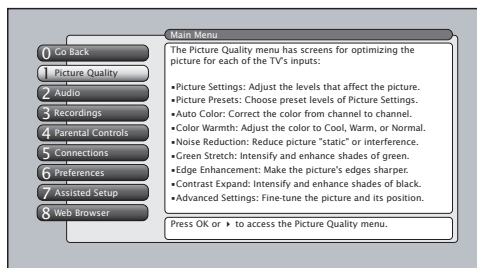 Main Menu
0 Go Back
1 Picture Quality
2 Audio
3 Recordings
4 Parental Controls
5 Connections
6 Preferences
7 Assisted Setup
8 Web Browser
The Picture Quality menu has screens for optimizing the
picture for each of the TV's inputs:
▪Picture Settings: Adjust the levels that affect the picture.
▪Picture Presets: Choose preset levels of Picture Settings.
▪Auto Color: Correct the color from channel to channel.
▪Color Warmth: Adjust the color to Cool, Warm, or Normal.
▪Noise Reduction: Reduce picture "static" or interference.
▪Green Stretch: Intensify and enhance shades of green.
▪Edge Enhancement: Make the picture's edges sharper.
▪Contrast Expand: Intensify and enhance shades of black.
▪Advanced Settings: Fine-tune the picture and its position.
Press OK or ▸ to access the Picture Quality menu.